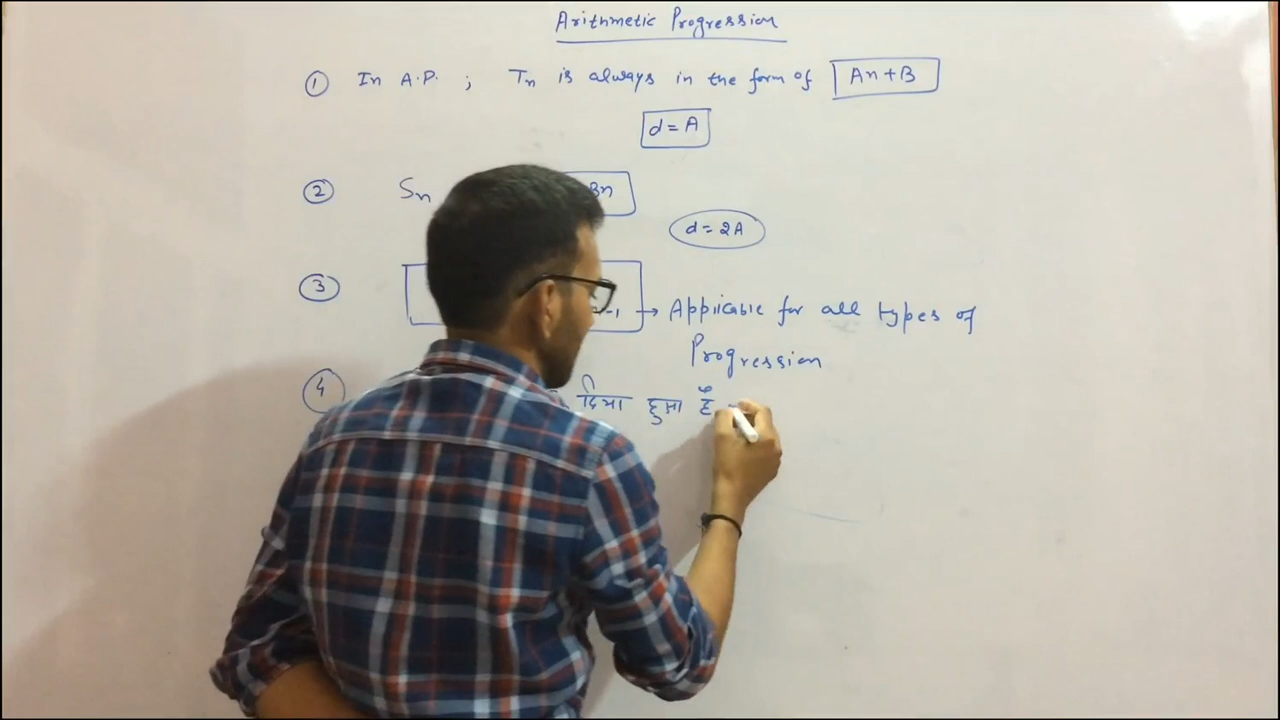 Arithmetic Progression
① In A.P. ; Tn is always in the form of An+B
d = A
② Sn Bn
d = 2A
③ n-1 → Applicable for all types of
Progression
④ दिया हुआ है